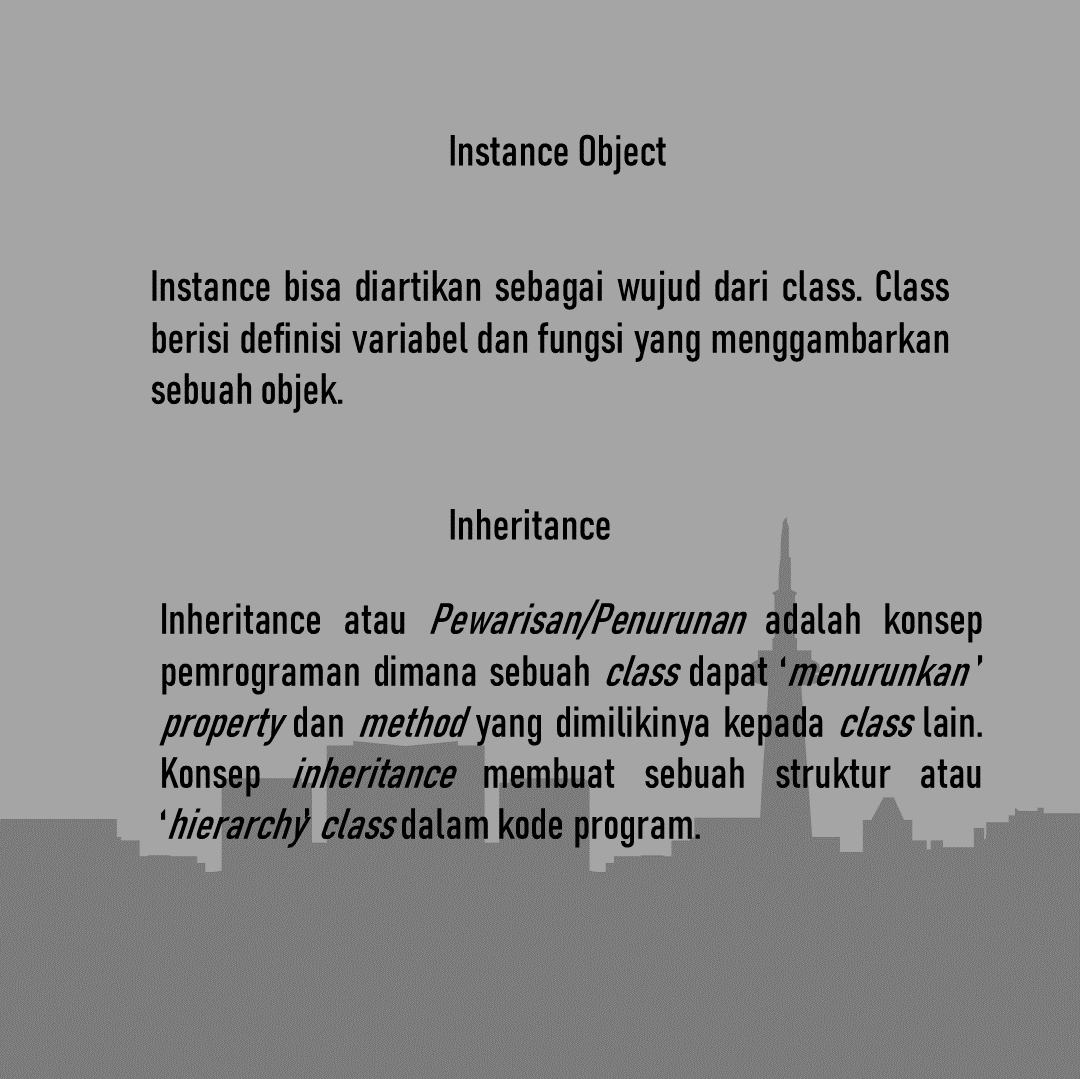 Instance Object
Instance bisa diartikan sebagai wujud dari class. Class
berisi definisi variabel dan fungsi yang menggambarkan
sebuah objek.
Inheritance
Inheritance atau Pewarisan/Penurunan adalah konsep
pemrograman dimana sebuah class dapat ‘menurunkan’
property dan method yang dimilikinya kepada class lain.
Konsep inheritance membuat sebuah struktur atau
‘hierarchy’ class dalam kode program.